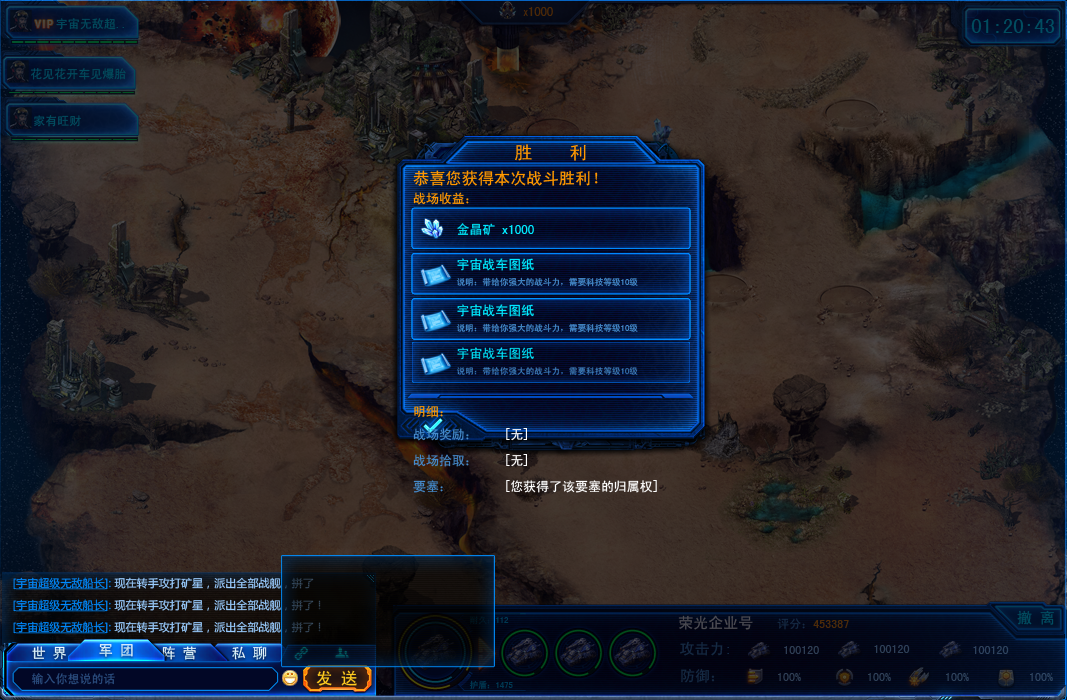 VIP 宇宙无敌超..
x1000
01:20:43
花见花开车见爆胎
家有旺财
胜 利
恭喜您获得本次战斗胜利！
战场收益：
金晶矿 x1000
宇宙战车图纸
说明：带给你强大的战斗力，需要科技等级10级
宇宙战车图纸
说明：带给你强大的战斗力，需要科技等级10级
宇宙战车图纸
说明：带给你强大的战斗力，需要科技等级10级
明细：
战场奖励： [无]
战场拾取： [无]
要塞： [您获得了该要塞的归属权]
[宇宙超级无敌船长]: 现在转手攻打矿星，派出全部战舰，拼了
[宇宙超级无敌船长]: 现在转手攻打矿星，派出全部战舰，拼了！
[宇宙超级无敌船长]: 现在转手攻打矿星，派出全部战舰，拼了！
世界 军团 阵营 私聊
输入你想说的话 发送
护盾：1475
荣光企业号 评分：453387
撤离
攻击力： 100120 100120 100120
防御： 100% 100% 100% 100%